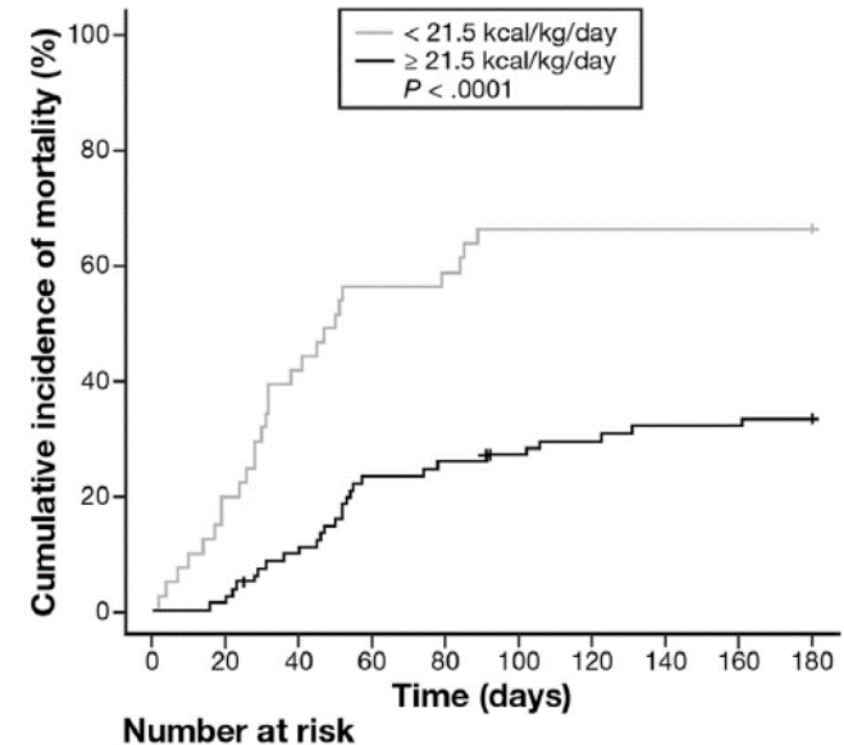 < 21.5 kcal/kg/day
≥ 21.5 kcal/kg/day
P < .0001
Cumulative incidence of mortality (%)
100
80
60
40
20
0
0 20 40 60 80 100 120 140 160 180
Time (days)
Number at risk